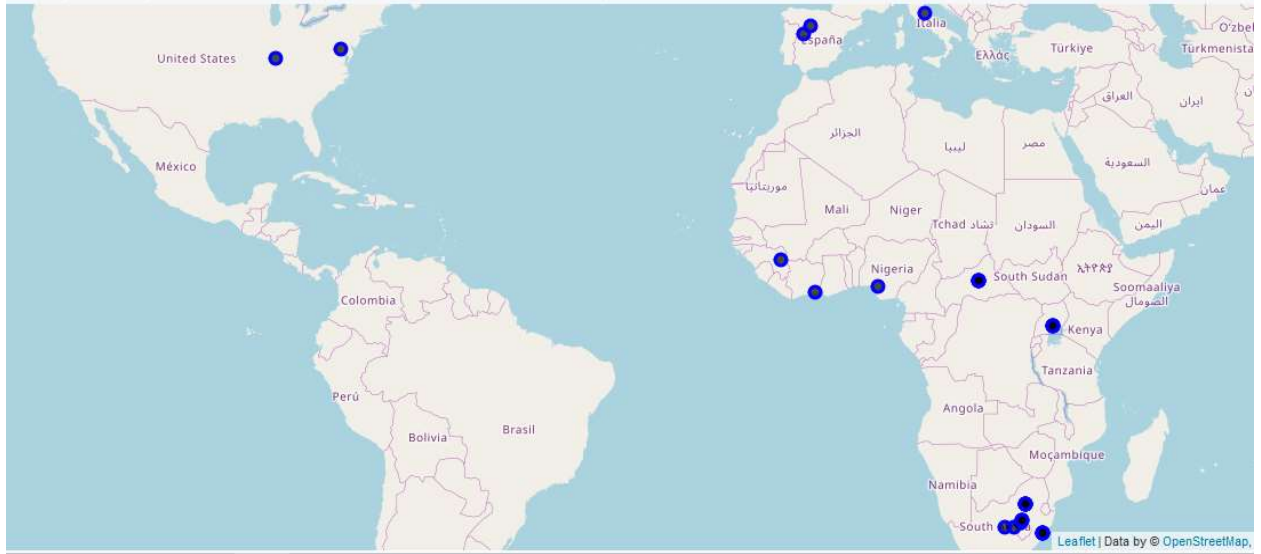 Italia
O'zbe
España
United States
Ελλάς
Türkiye
Türkmenista
العراق
ایران
الجزائر
ليبيا
مصر
México
السعودية
موريتانيا
عمان
Mali
Niger
Tchad تشاد
السودان
اليمن
Nigeria
South Sudan
ኢትዮጵያ
Soomaaliya
الصومال
Colombia
Kenya
Perú
Tanzania
Angola
Brasil
Bolivia
Moçambique
Namibia
South
Leaflet | Data by © OpenStreetMap,